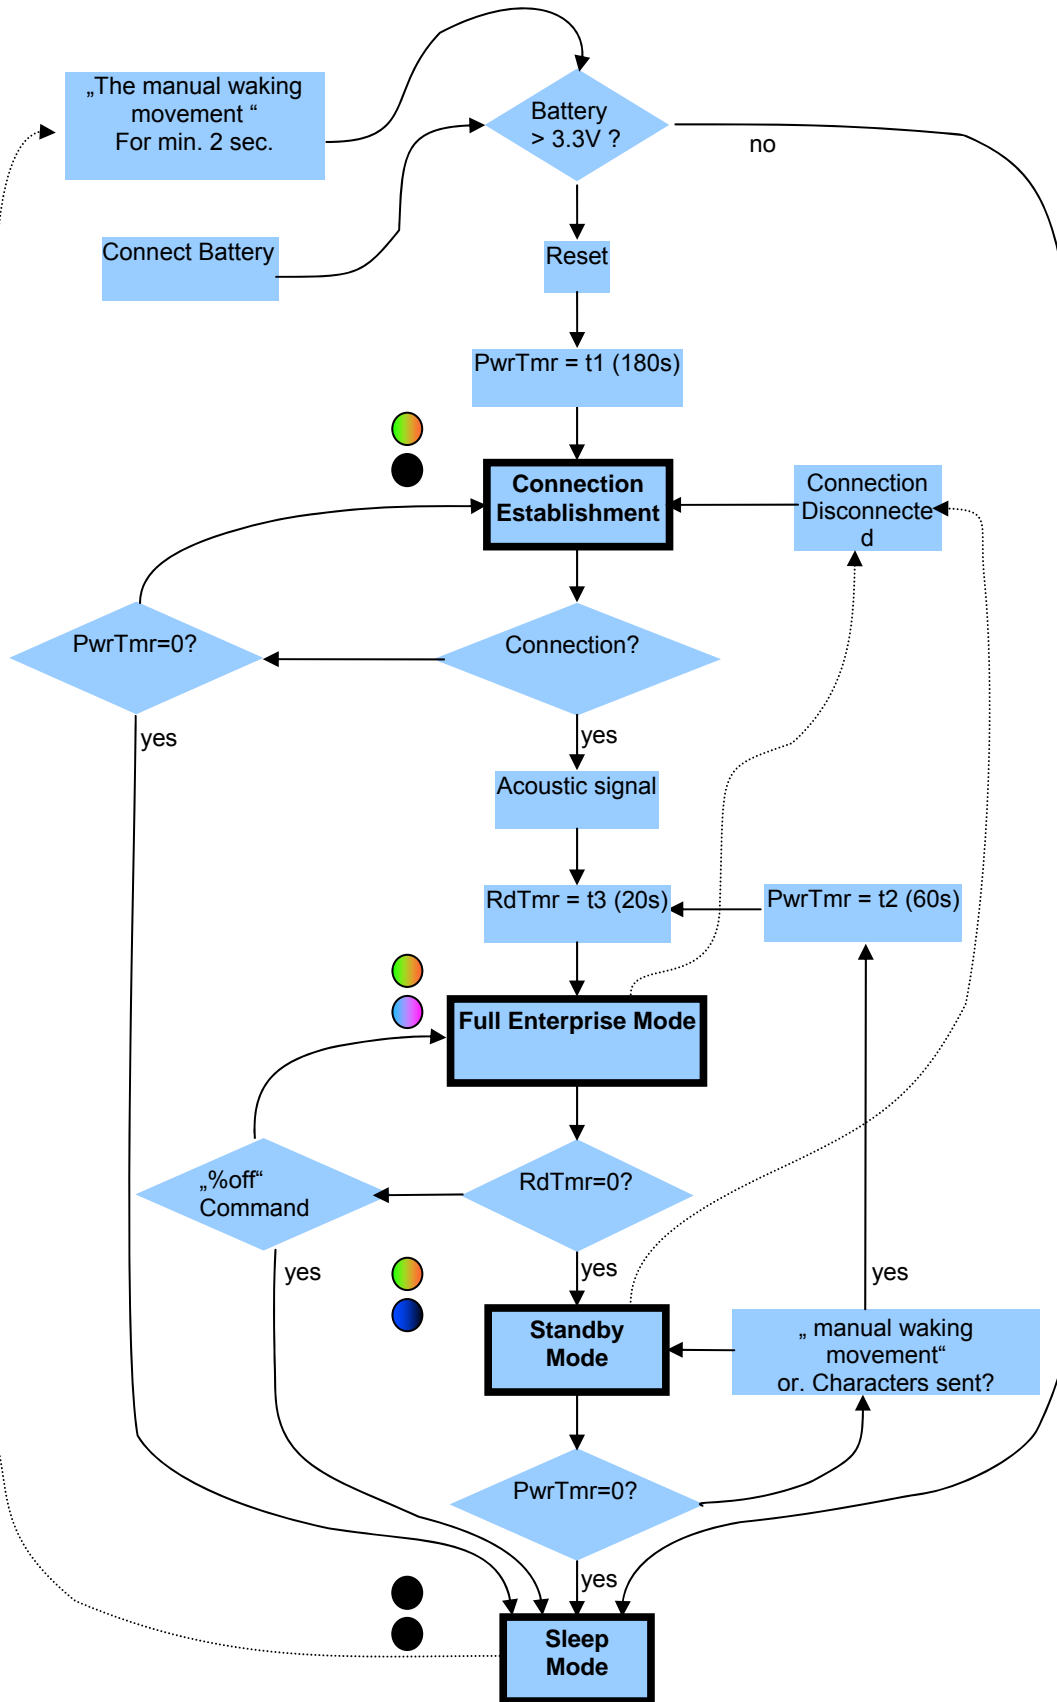 „The manual waking
movement “
For min. 2 sec.
Battery
> 3.3V ?
no
Connect Battery
Reset
PwrTmr = t1 (180s)
Connection
Establishment
Connection
Disconnecte
d
PwrTmr=0?
Connection?
yes
yes
Acoustic signal
RdTmr = t3 (20s)
PwrTmr = t2 (60s)
Full Enterprise Mode
„%off“
Command
RdTmr=0?
yes
yes
yes
Standby
Mode
„ manual waking
movement“
or. Characters sent?
PwrTmr=0?
yes
Sleep
Mode